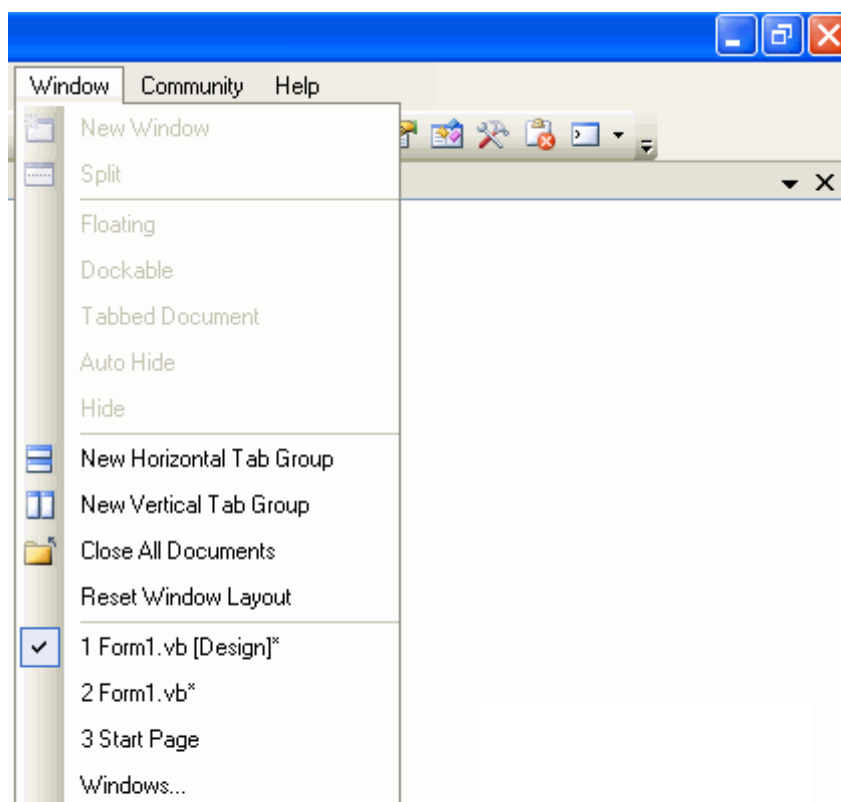 Window Community Help
New Window
Split
Floating
Dockable
Tabbed Document
Auto Hide
Hide
New Horizontal Tab Group
New Vertical Tab Group
Close All Documents
Reset Window Layout
1 Form1.vb [Design]*
2 Form1.vb*
3 Start Page
Windows...